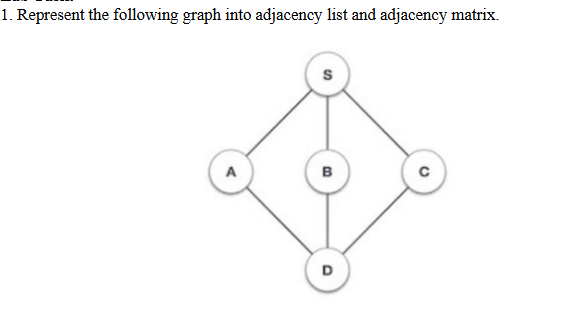 1. Represent the following graph into adjacency list and adjacency matrix.
S
A B C
D